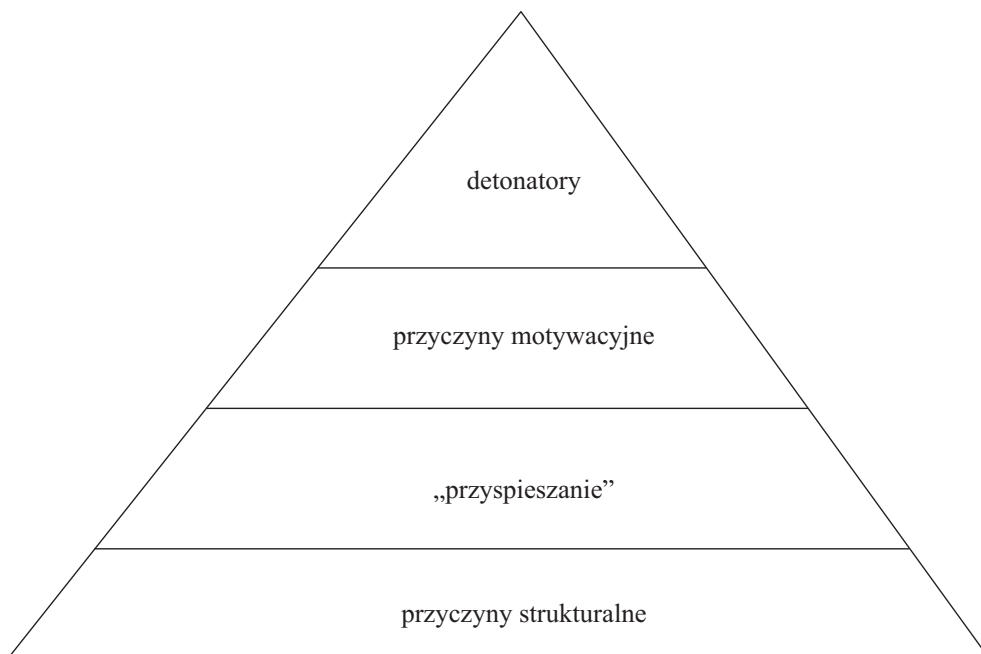 detonatory
przyczyny motywacyjne
„przyspieszanie”
przyczyny strukturalne